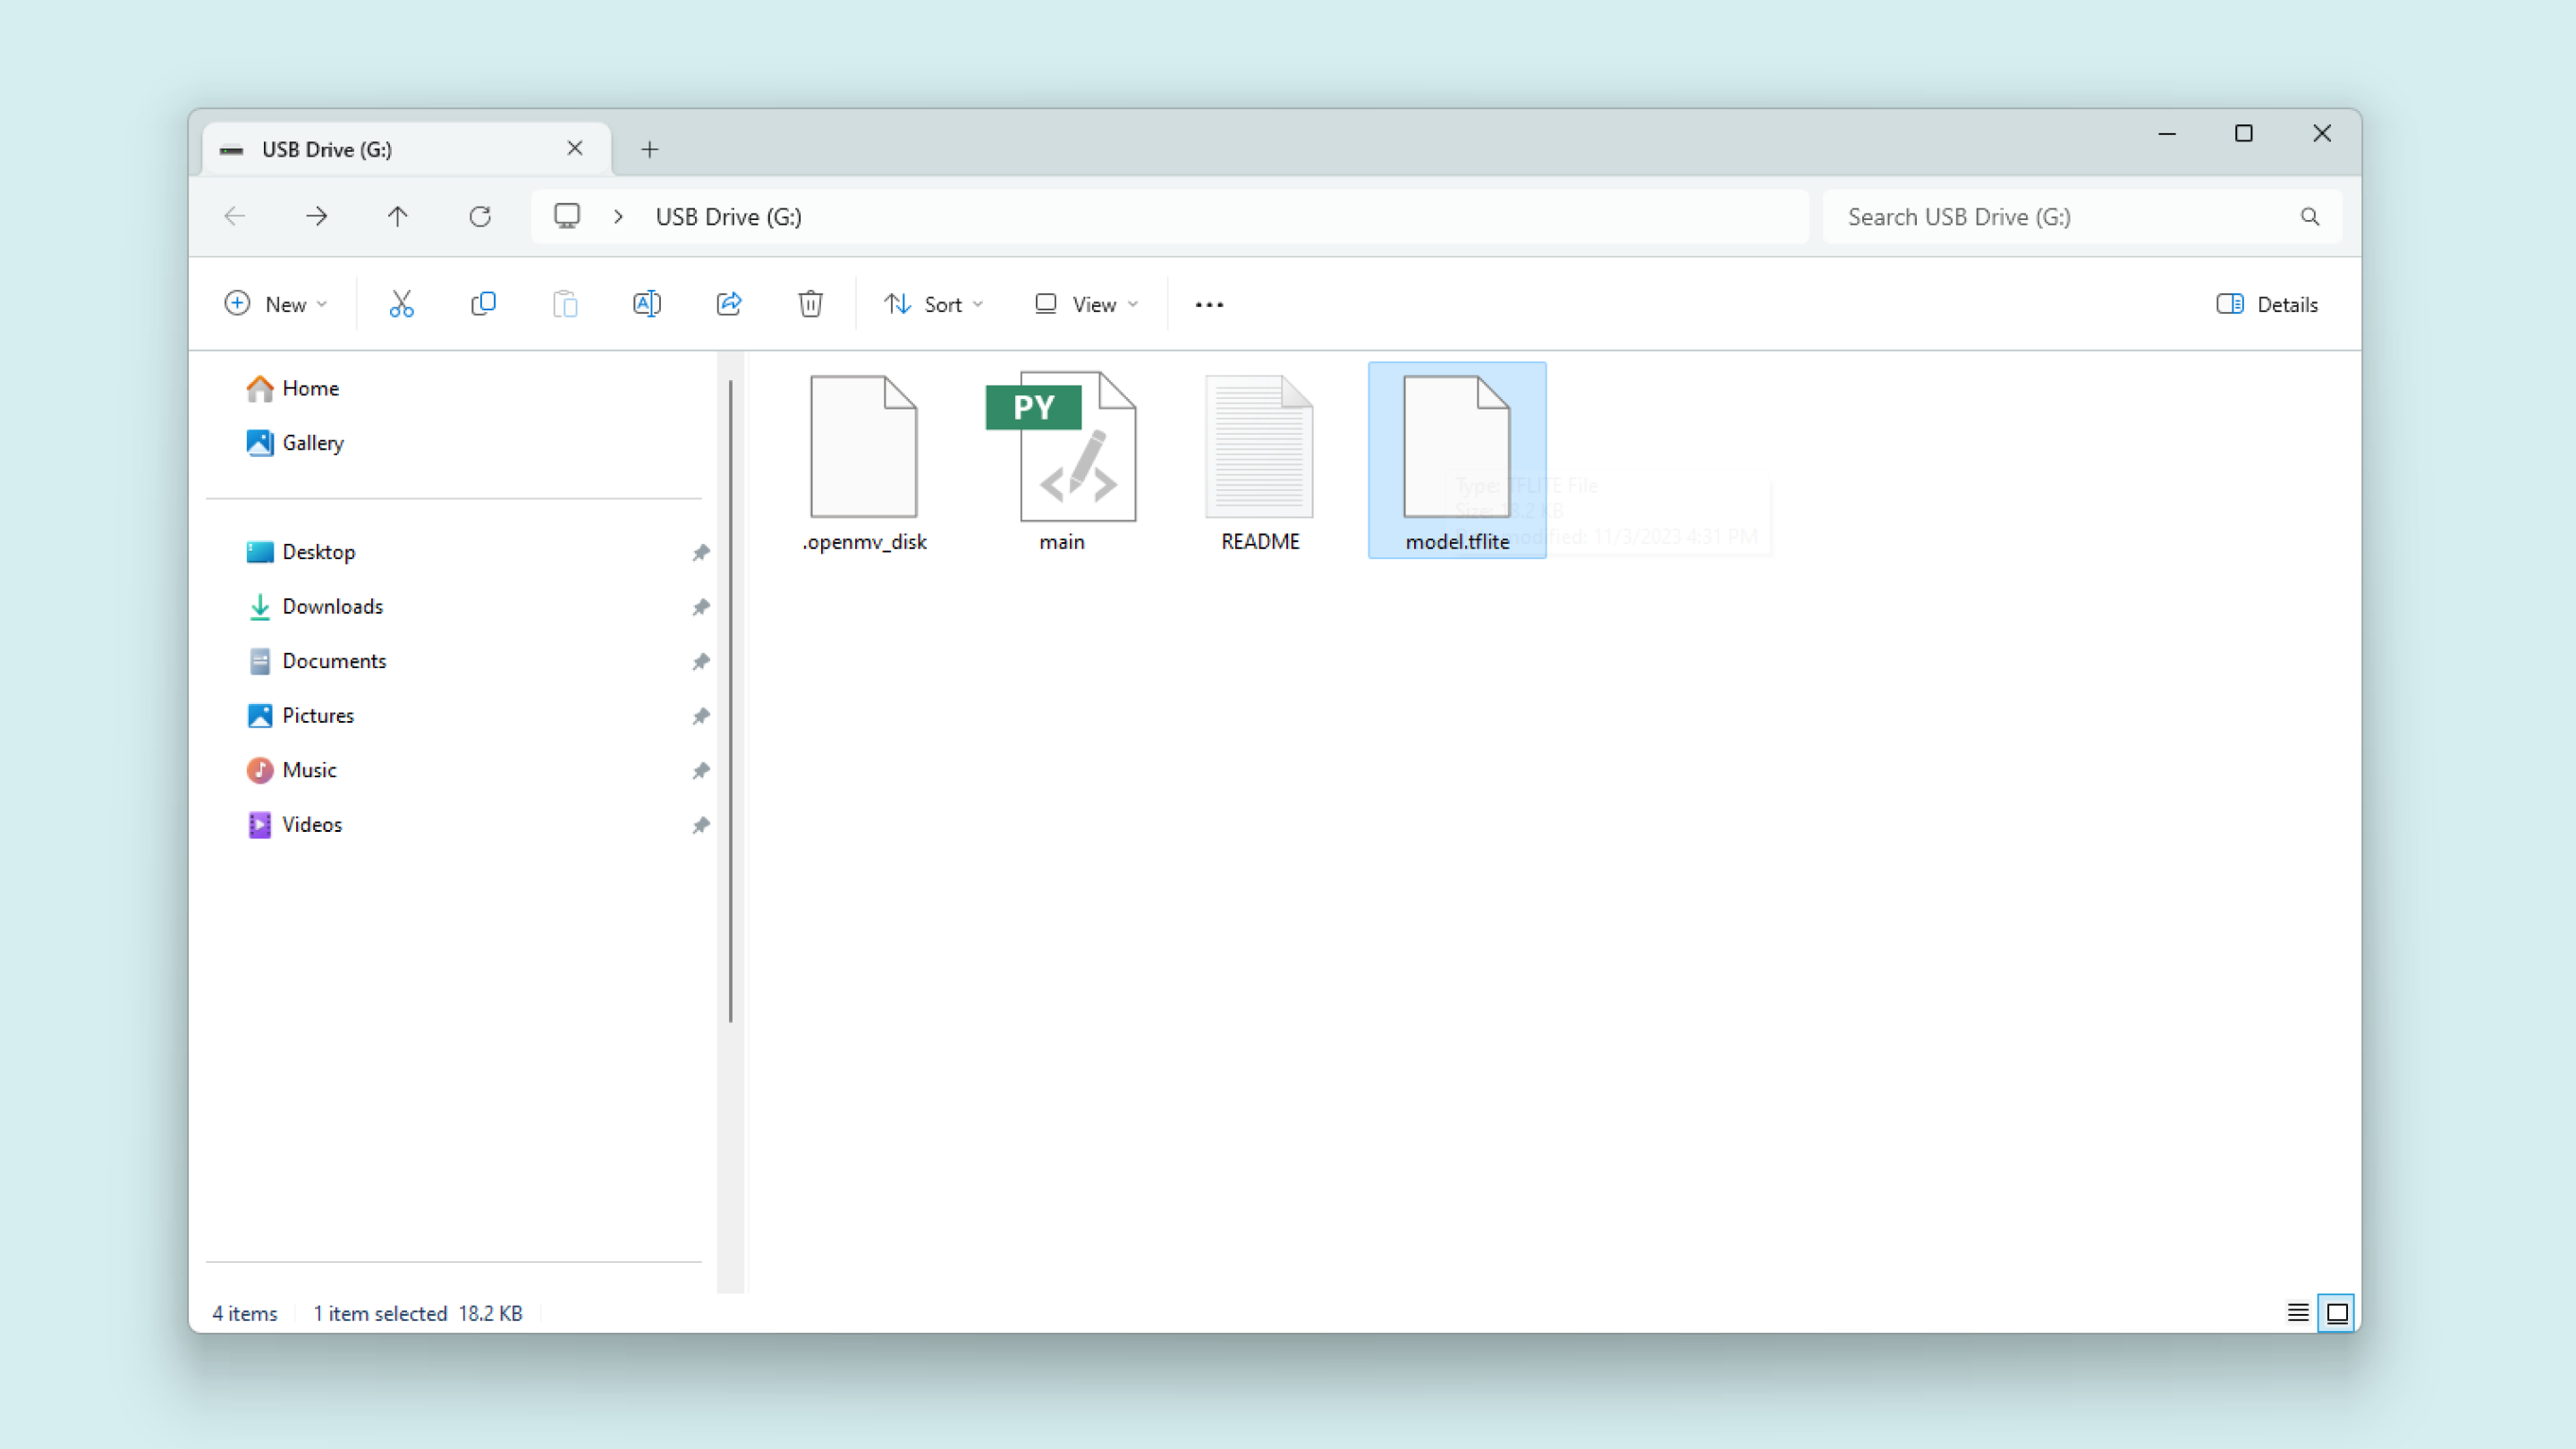 USB Drive (G:)
USB Drive (G:)
Search USB Drive (G:)
New
Sort
View
Details
Home
Gallery
Desktop
Downloads
Documents
Pictures
Music
Videos
PY
.openmv_disk
main
README
model.tflite
Type: TFLITE File
Size: 18.2 KB
modified: 11/3/2023 4:31 PM
4 items
1 item selected 18.2 KB